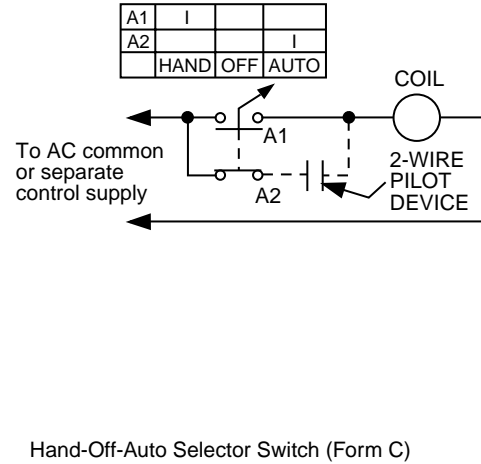 A1 I
A2 I
HAND OFF AUTO
COIL
A1
To AC common
or separate
control supply
A2
2-WIRE
PILOT
DEVICE
Hand-Off-Auto Selector Switch (Form C)